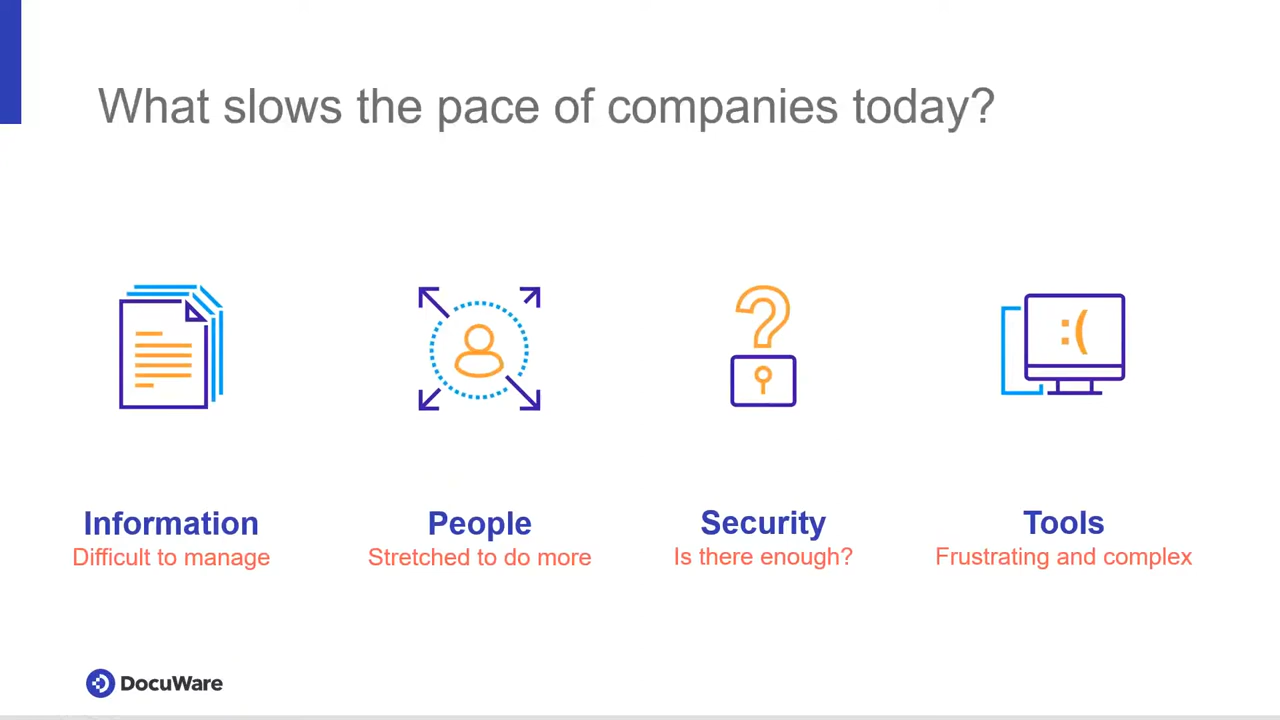 What slows the pace of companies today?
:(
Information
Difficult to manage
People
Stretched to do more
?
Security
Is there enough?
Tools
Frustrating and complex
DocuWare